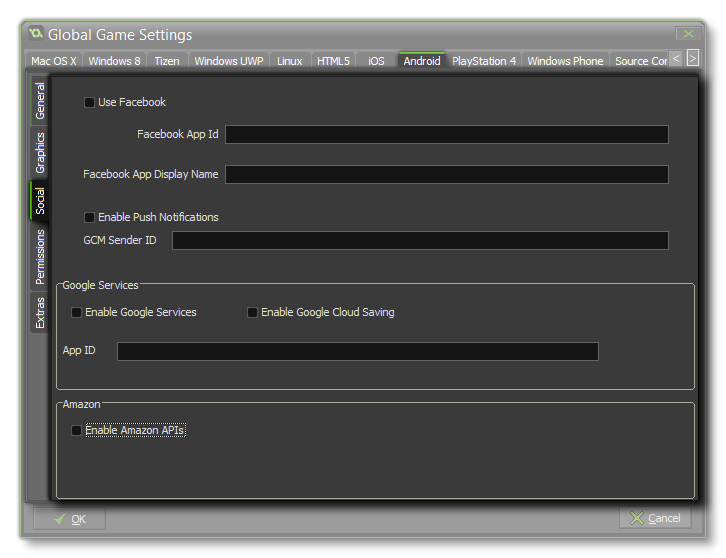 Global Game Settings
Mac OS X Windows 8 Tizen Windows UWP Linux HTML5 iOS Android PlayStation 4 Windows Phone Source Cor < >
General
Graphics
Social
Permissions
Extras
Use Facebook
Facebook App Id
Facebook App Display Name
Enable Push Notifications
GCM Sender ID
Google Services
Enable Google Services Enable Google Cloud Saving
App ID
Amazon
Enable Amazon APIs
OK Cancel